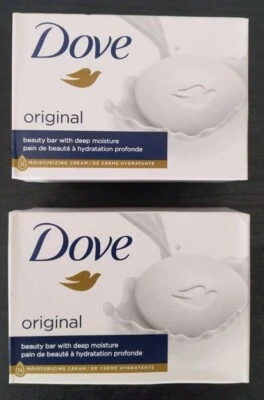 Dove
original
beauty bar with deep moisture
pain de beauté à hydratation profonde
MOISTURIZING CREAM / DE CRÈME HYDRATANTE
Dove
original
beauty bar with deep moisture
pain de beauté à hydratation profonde
MOISTURIZING CREAM / DE CRÈME HYDRATANTE